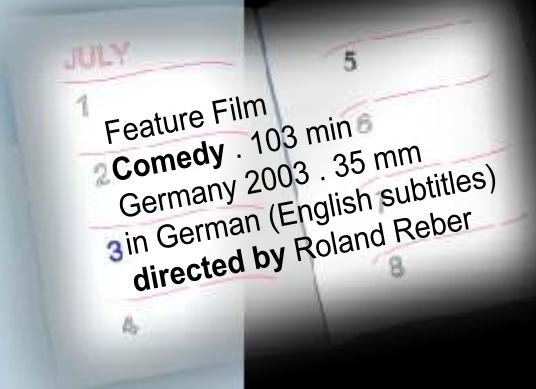 JULY
1
2
3
4
5
6
8
Feature Film
Comedy . 103 min
Germany 2003 . 35 mm
in German (English subtitles)
directed by Roland Reber